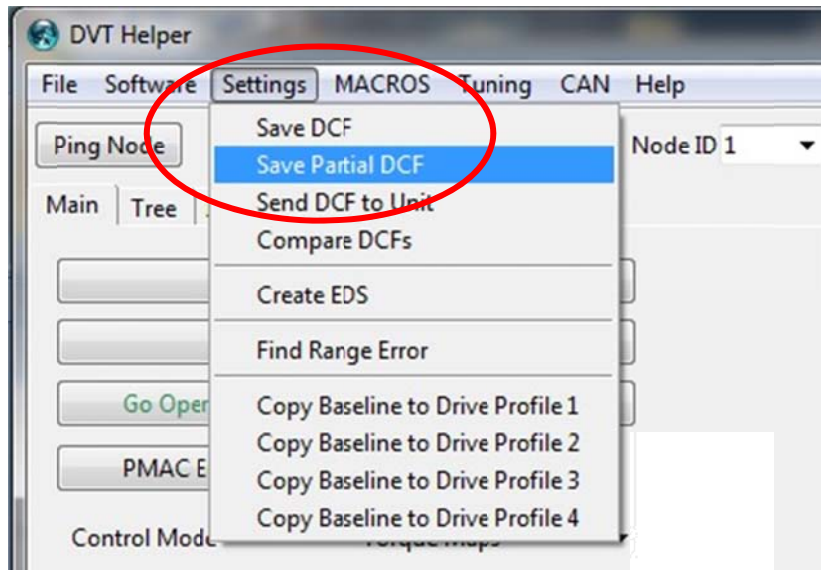 DVT Helper
File Software Settings MACROS Tuning CAN Help
Ping Node
Node ID 1
Main Tree
Save DCF
Save Partial DCF
Send DCF to Unit
Compare DCFs
Create EDS
Find Range Error
Go Oper
Copy Baseline to Drive Profile 1
Copy Baseline to Drive Profile 2
PMAC E
Copy Baseline to Drive Profile 3
Copy Baseline to Drive Profile 4
Control Mode